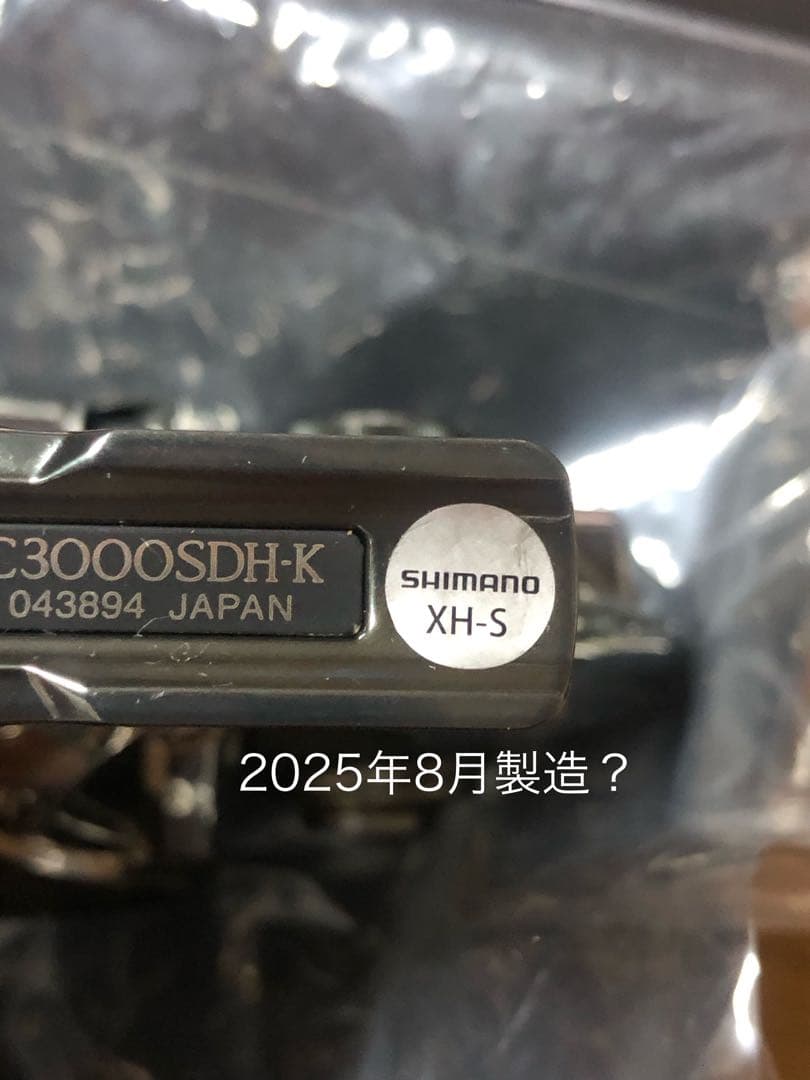 C3000SDH-K
043894 JAPAN
SHIMANO
XH-S
2025年8月製造？